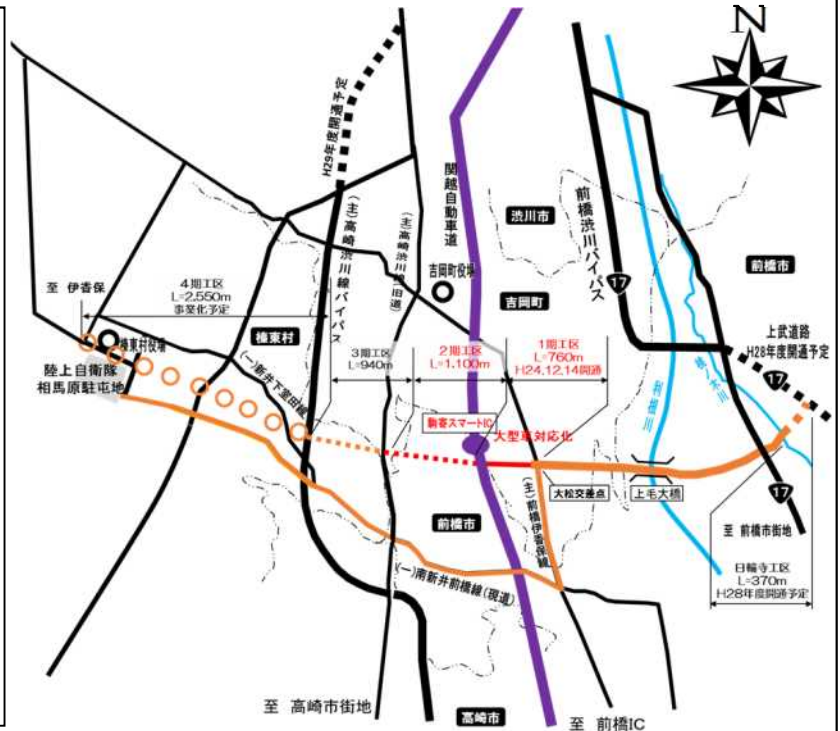 N
H29年度開通予定
関越自動車道
(主)高崎渋川線バイパス
(主)高崎渋川線(旧道)
渋川市
前橋渋川バイパス
17
前橋市
吉岡町役場
吉岡町
上武道路
H28年度開通予定
17
至 伊香保
4期工区
L=2,550m
事業化予定
榛東村
榛東村役場
(一)新井下室田線
陸上自衛隊
相馬原駐屯地
3期工区
L=940m
2期工区
L=1,100m
1期工区
L=760m
H24.12.14開通
駒寄スマートIC
大型車対応化
大松交差点
上毛大橋
17
至 前橋市街地
(主)前橋伊香保線
前橋市
(一)南新井前橋線(現道)
日輪寺工区
L=370m
H28年度開通予定
至 高崎市街地
高崎市
至 前橋IC